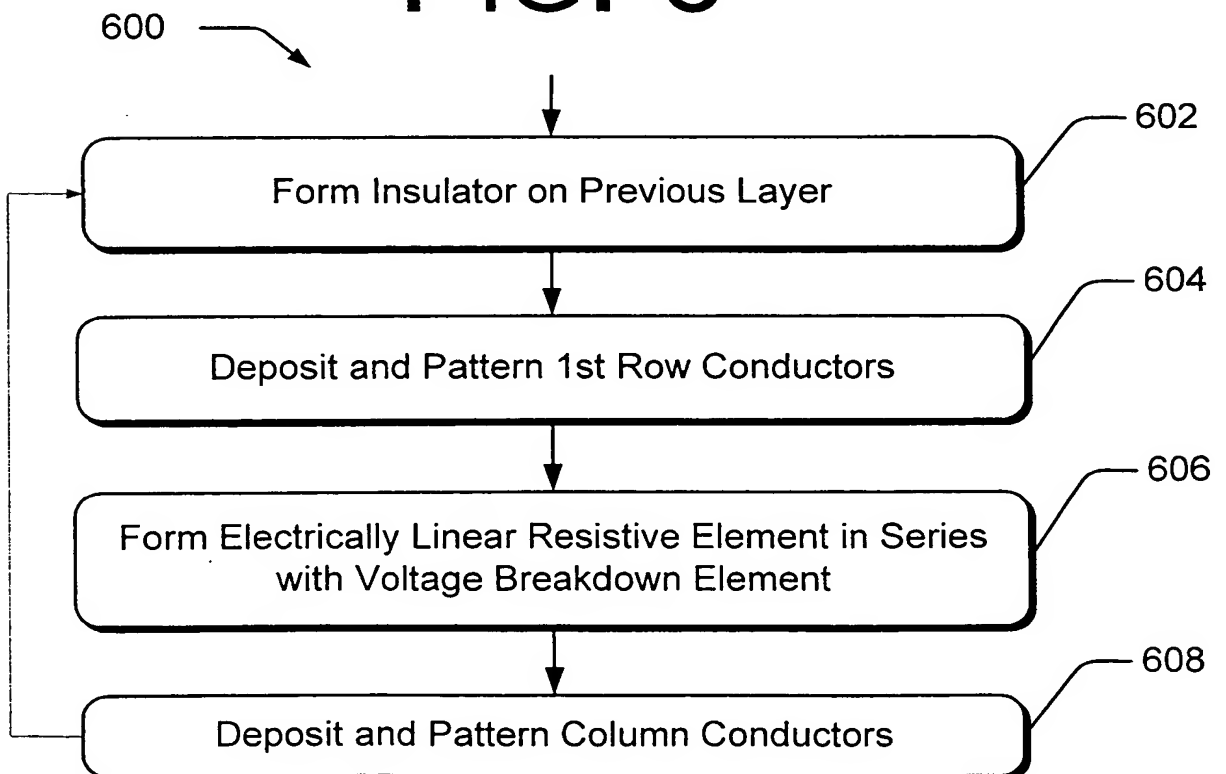 600
602
Form Insulator on Previous Layer
604
Deposit and Pattern 1st Row Conductors
606
Form Electrically Linear Resistive Element in Series
with Voltage Breakdown Element
608
Deposit and Pattern Column Conductors